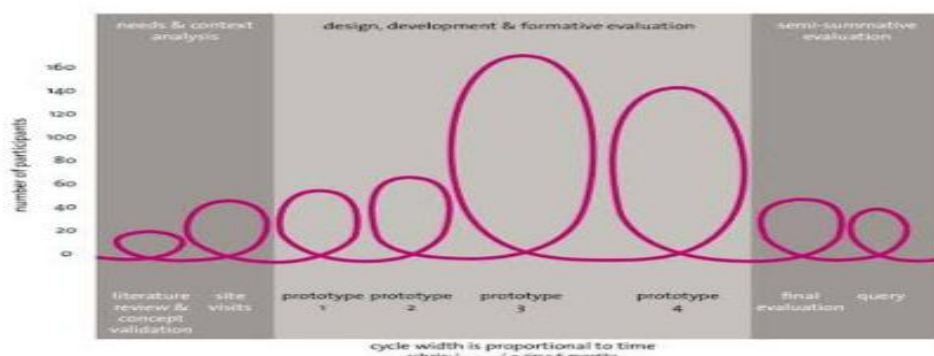 needs & context
analysis
design, development & formative evaluation
semi-summative
evaluation
number of participants
160
140
120
100
80
60
40
20
0
literature
review &
concept
validation
site
visits
prototype
1
prototype
2
prototype
3
prototype
4
final
evaluation
query
cycle width is proportional to time